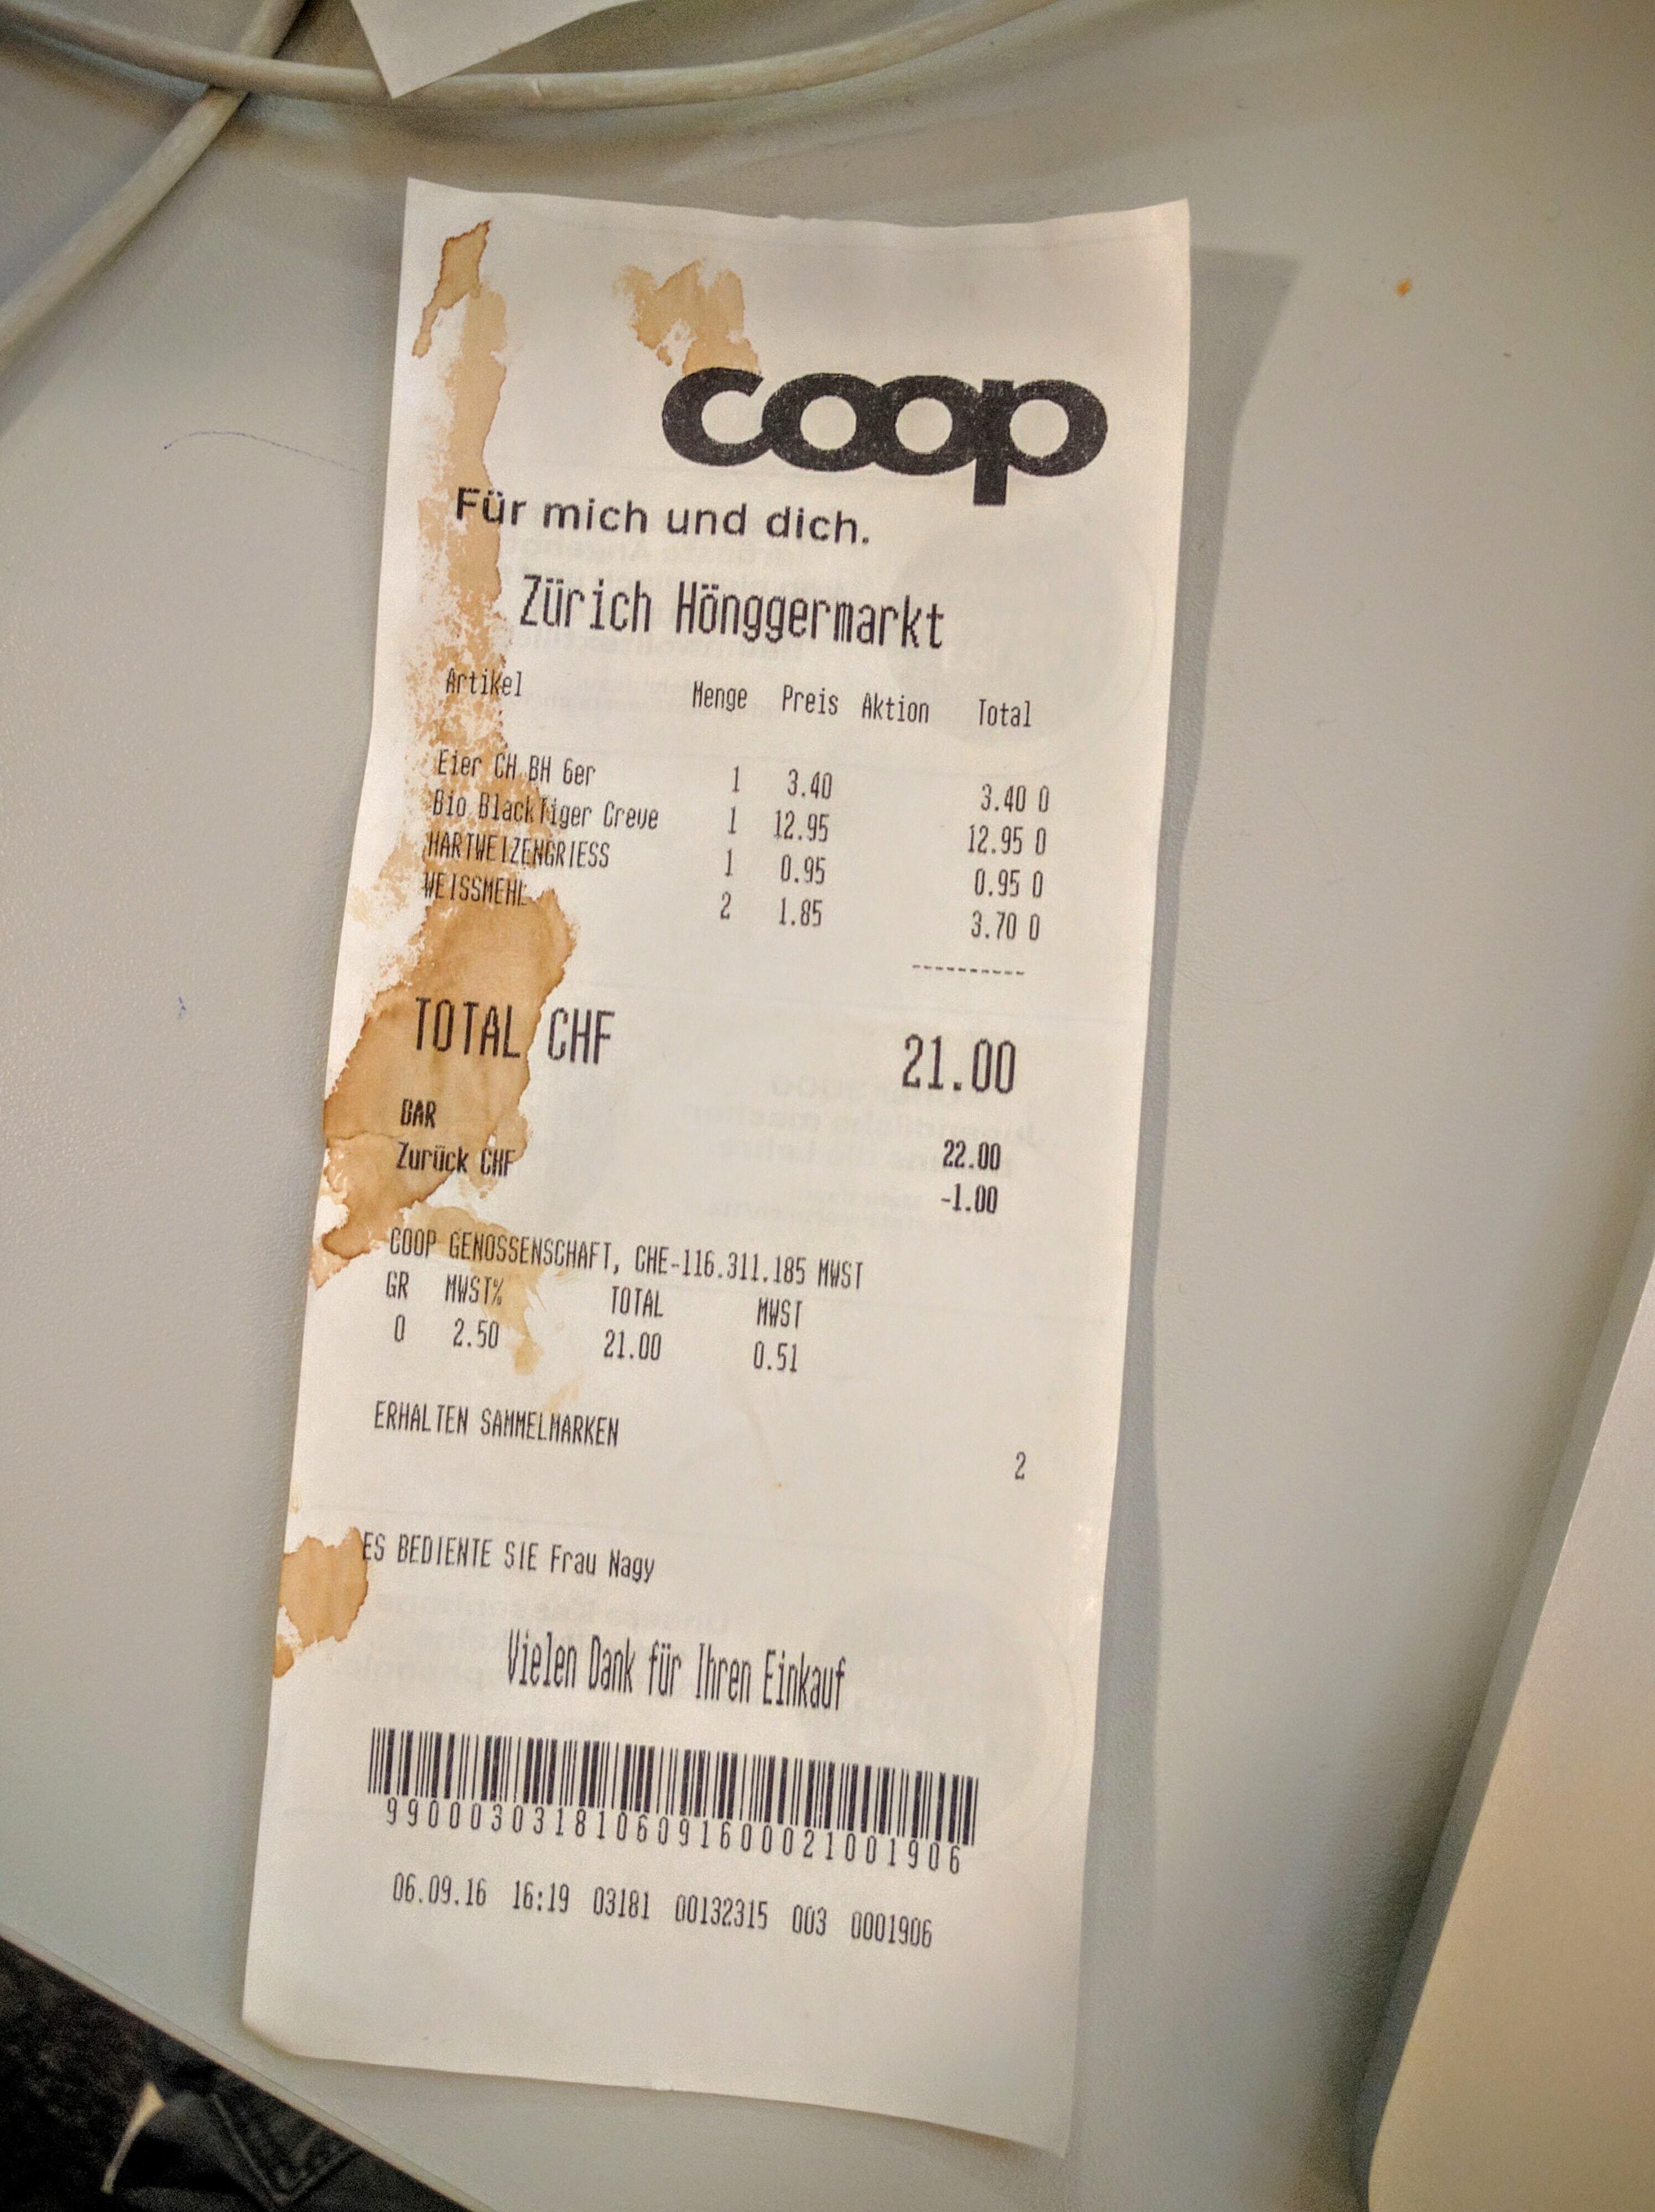 coop
Für mich und dich.
Zürich Hönggermarkt
Artikel Menge Preis Aktion Total
Eier CH BH 6er 1 3.40 3.40 0
Bio BlackTiger Creve 1 12.95 12.95 0
HARTWEIZENGRIESS 1 0.95 0.95 0
WEISSMEHL 2 1.85 3.70 0
----------
TOTAL CHF 21.00
BAR 22.00
Zurück CHF -1.00
COOP GENOSSENSCHAFT, CHE-116.311.185 MWST
GR MWST% TOTAL MWST
0 2.50 21.00 0.51
ERHALTEN SAMMELMARKEN 2
ES BEDIENTE SIE Frau Nagy
Vielen Dank für Ihren Einkauf
9900030318106091600021001906
06.09.16 16:19 03181 00132315 003 0001906